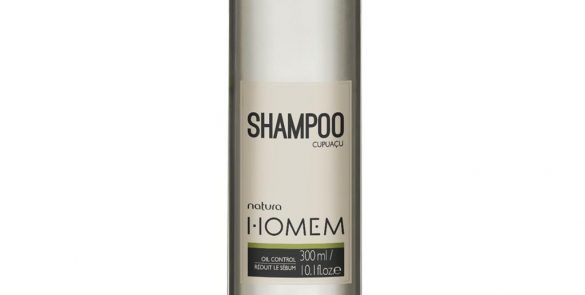 SHAMPOO
CUPUAÇU
natura
HOMEM
OIL CONTROL
RÉDUIT LE SÉBUM
300 ml /
10.1 fl.oz.e